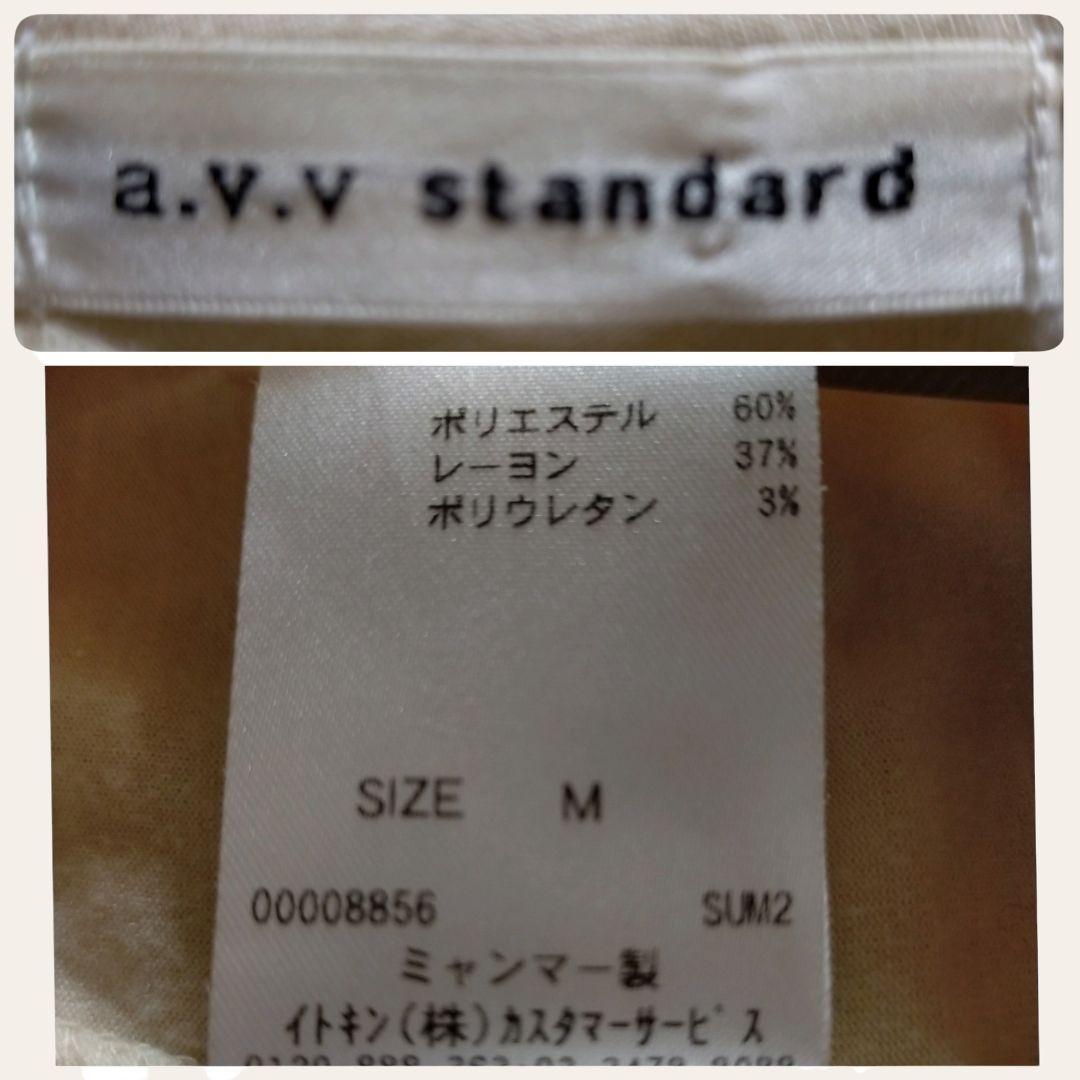 a.v.v standard
ポリエステル 60%
レーヨン 37%
ポリウレタン 3%
SIZE M
00008856 SUM2
ミャンマー製
イトキン(株)カスタマーサービス